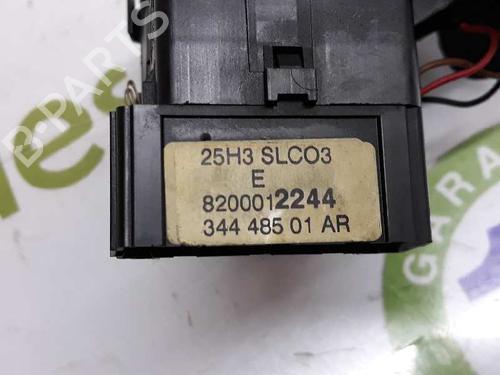 B-PARTS
25H3 SLCO3
E
8200012244
344 485 01 AR
GARA